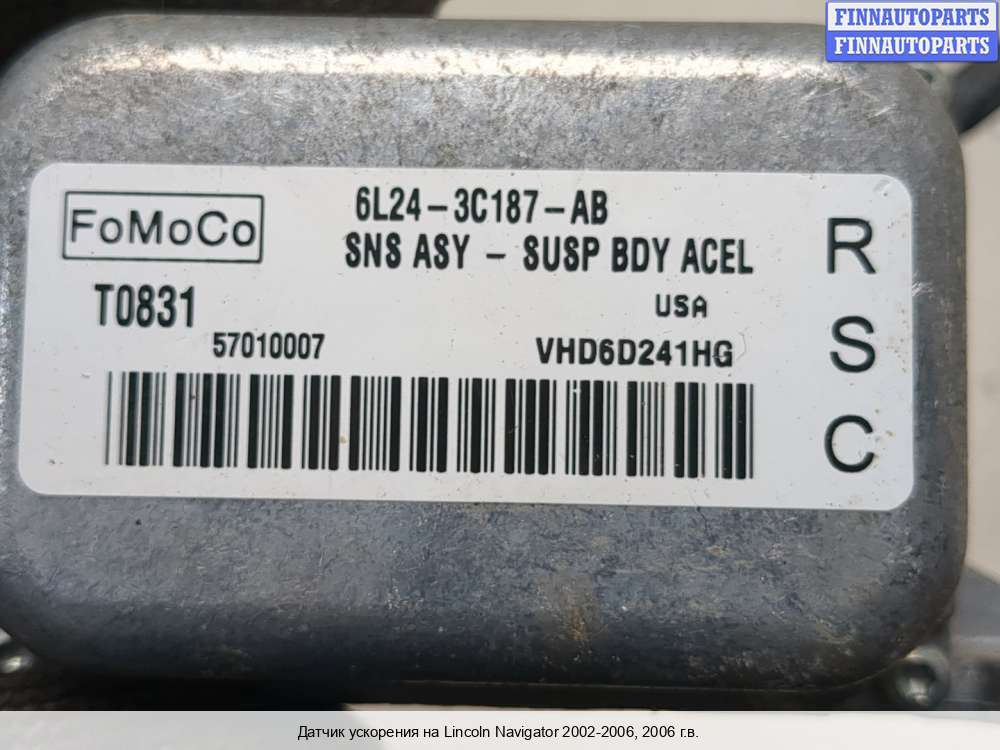 FINNAUTOPARTS
FINNAUTOPARTS
FoMoCo
6L24-3C187-AB
SNS ASY - SUSP BDY ACEL
T0831
USA
57010007
VHD6D241HG
R
S
C
Датчик ускорения на Lincoln Navigator 2002-2006, 2006 г.в.